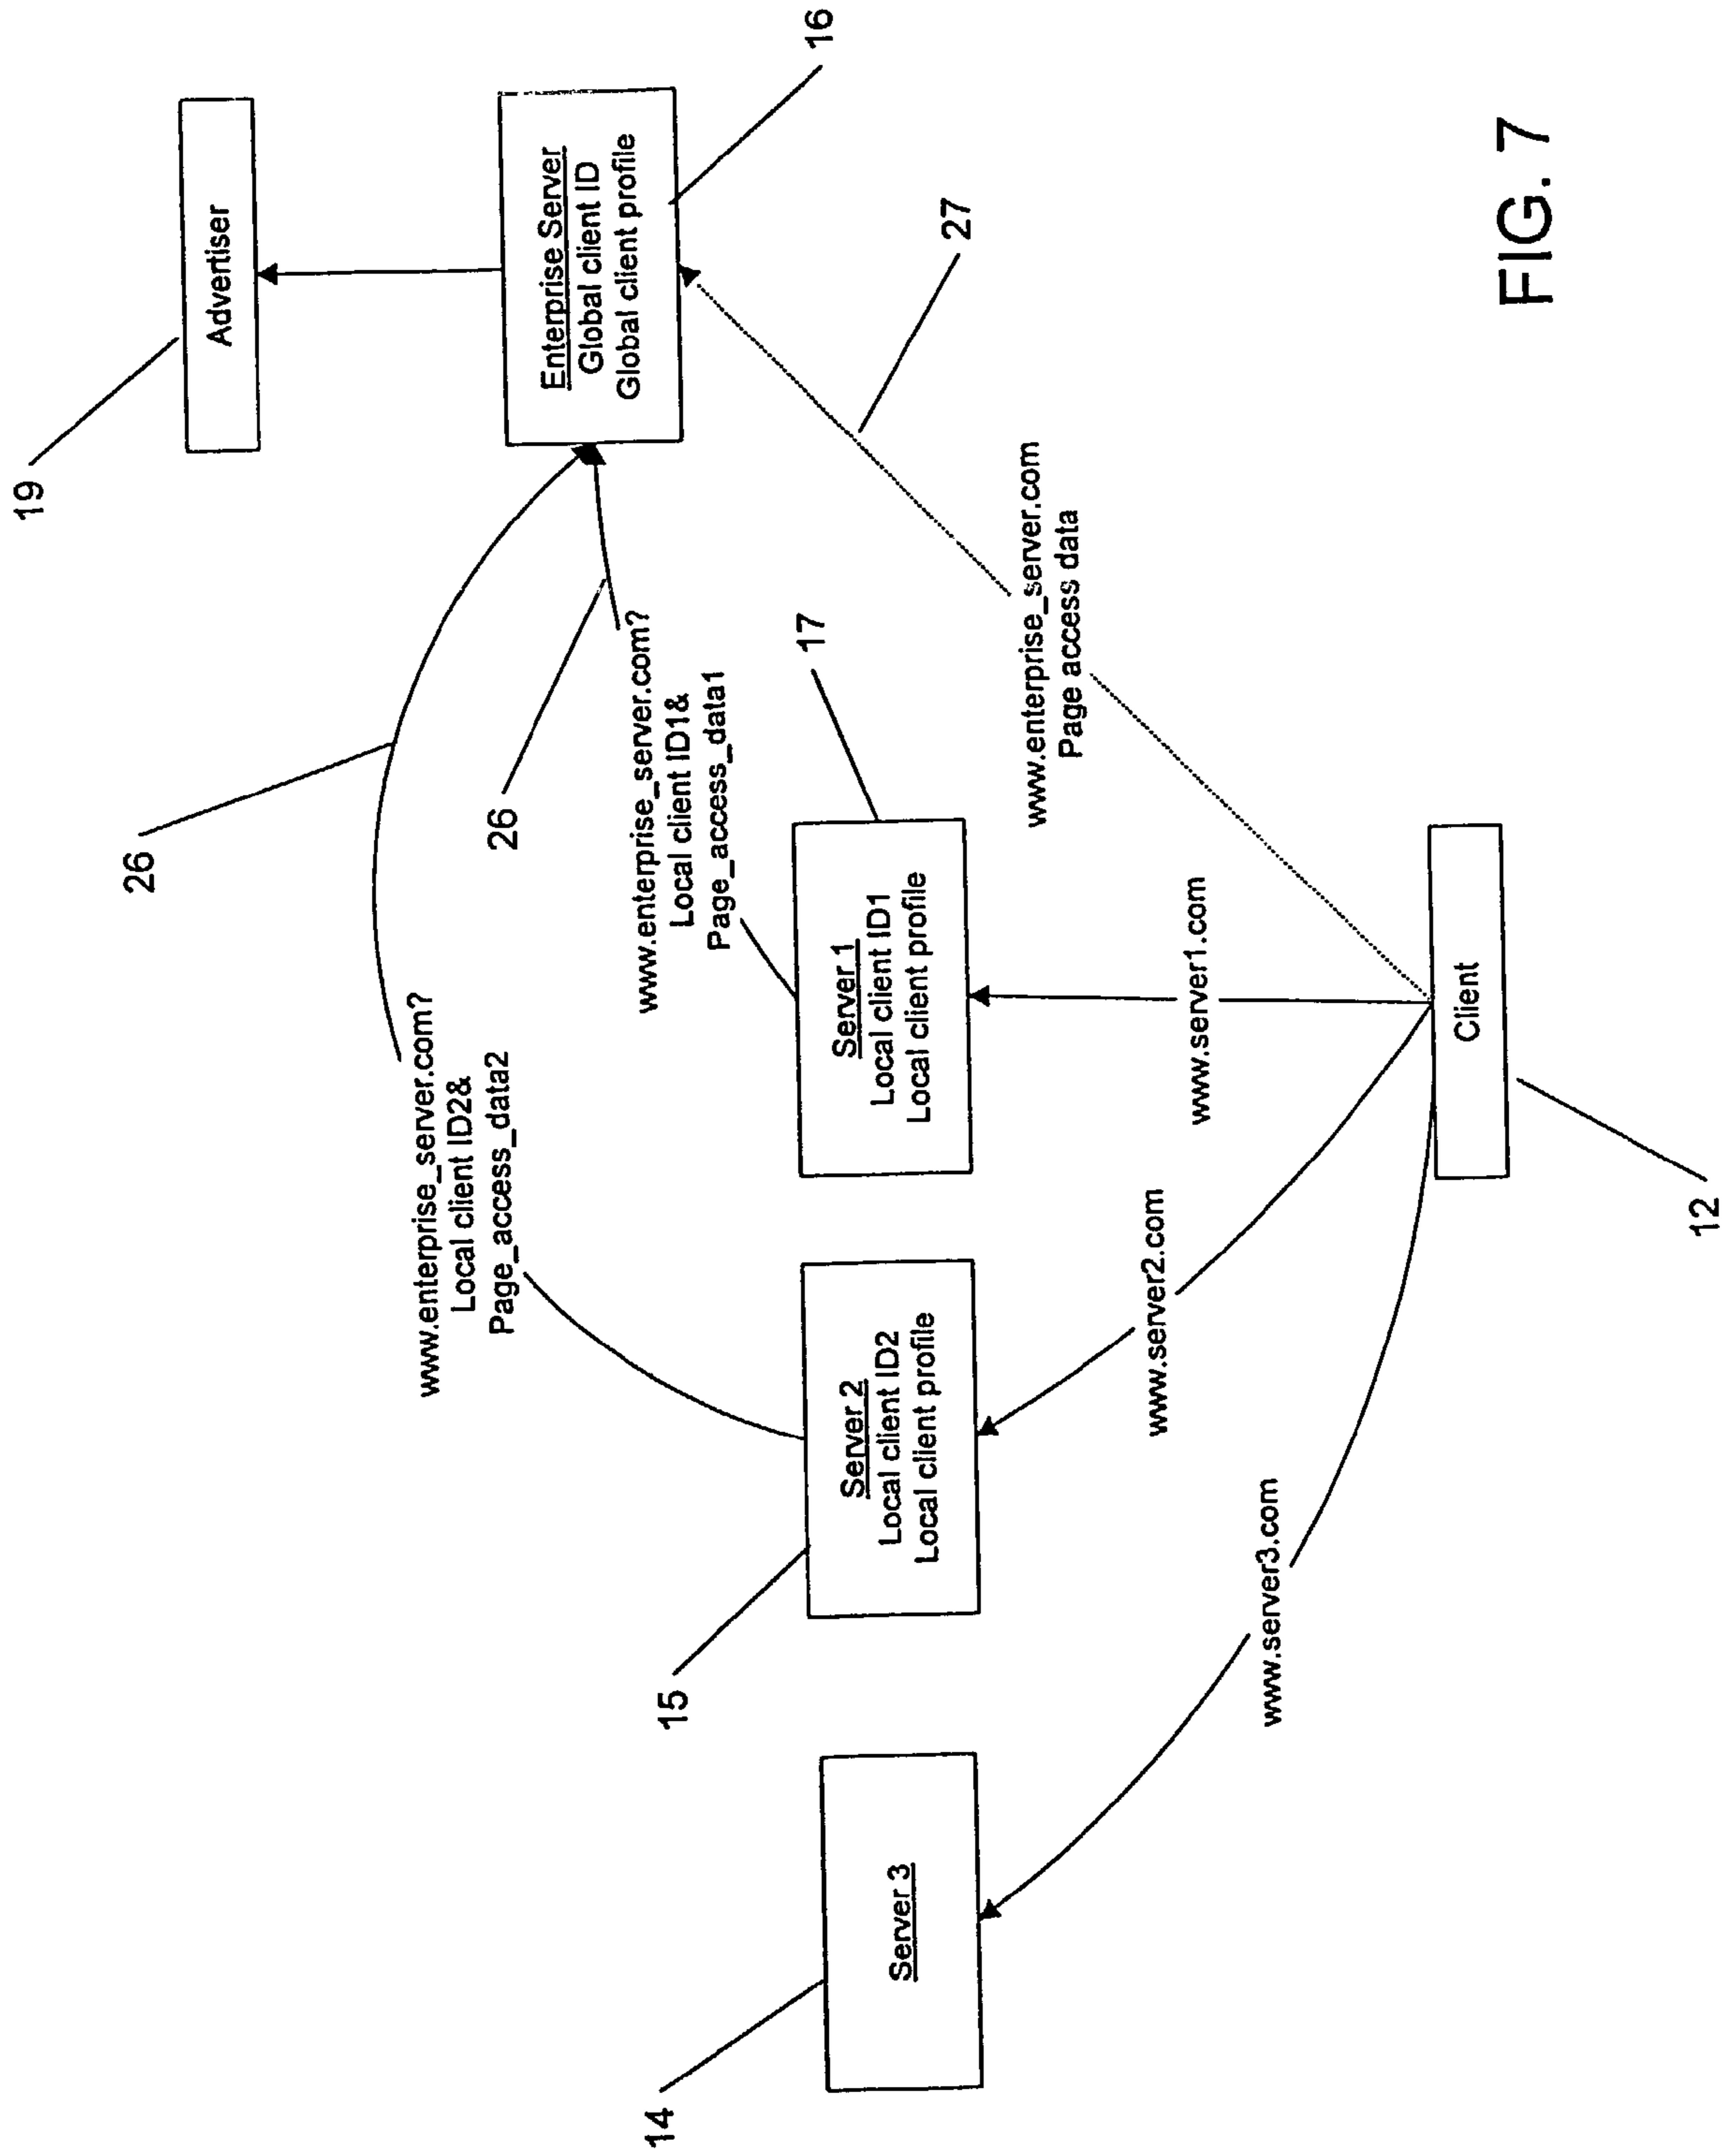 19
Advertiser
16
Enterprise Server
Global client ID
Global client profile
26
26
27
www.enterprise_server.com?
Local client ID2&
Page_access_data2
www.enterprise_server.com?
Local client ID1&
Page_access_data1
17
www.enterprise_server.com
Page access data
14
Server 3
15
Server 2
Local client ID2
Local client profile
Server 1
Local client ID1
Local client profile
www.server3.com
www.server2.com
www.server1.com
12
Client
FIG. 7